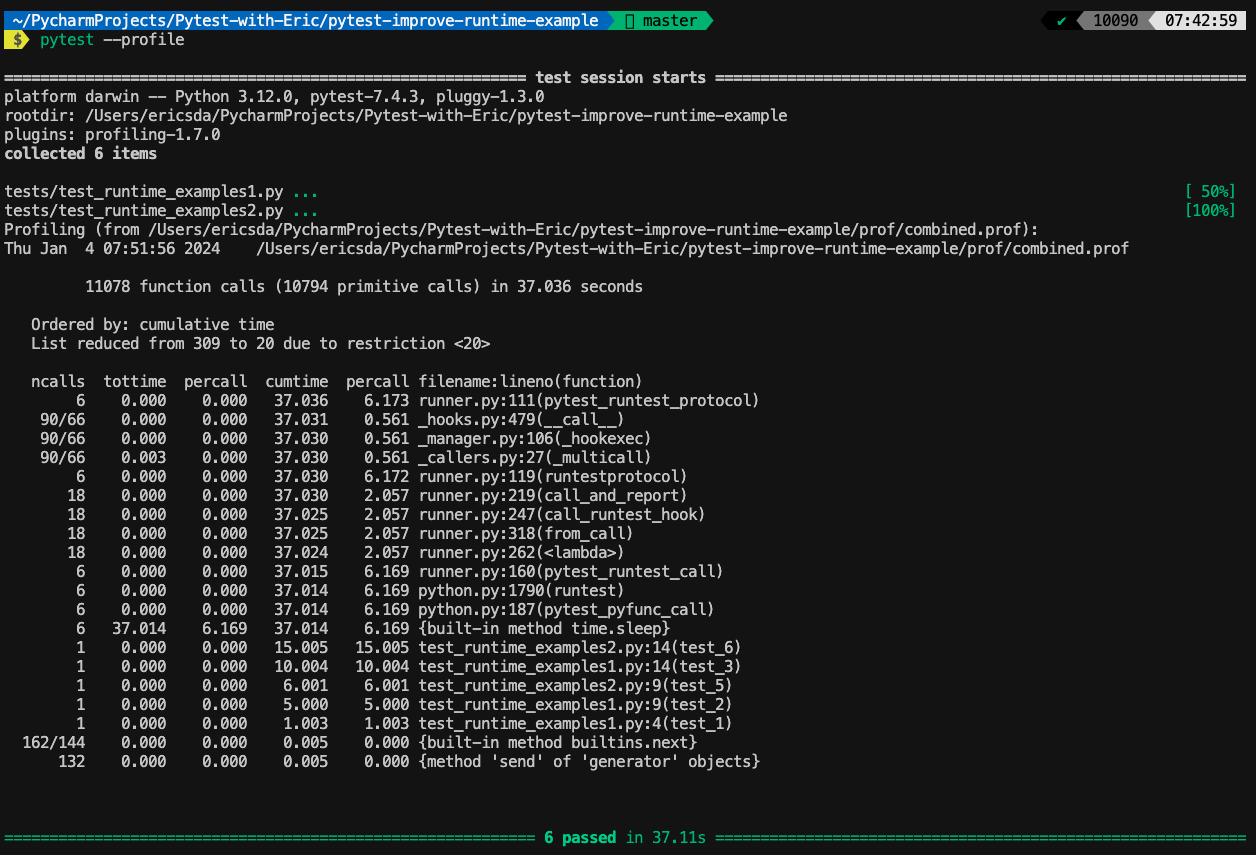 ~/PycharmProjects/Pytest-with-Eric/pytest-improve-runtime-example master ✔ 10090 07:42:59
$ pytest --profile
========================================================== test session starts ===========================================================
platform darwin -- Python 3.12.0, pytest-7.4.3, pluggy-1.3.0
rootdir: /Users/ericsda/PycharmProjects/Pytest-with-Eric/pytest-improve-runtime-example
plugins: profiling-1.7.0
collected 6 items
tests/test_runtime_examples1.py ... [ 50%]
tests/test_runtime_examples2.py ... [100%]
Profiling (from /Users/ericsda/PycharmProjects/Pytest-with-Eric/pytest-improve-runtime-example/prof/combined.prof):
Thu Jan  4 07:51:56 2024    /Users/ericsda/PycharmProjects/Pytest-with-Eric/pytest-improve-runtime-example/prof/combined.prof
         11078 function calls (10794 primitive calls) in 37.036 seconds
   Ordered by: cumulative time
   List reduced from 309 to 20 due to restriction <20>
   ncalls  tottime  percall  cumtime  percall filename:lineno(function)
        6    0.000    0.000   37.036    6.173 runner.py:111(pytest_runtest_protocol)
    90/66    0.000    0.000   37.031    0.561 _hooks.py:479(__call__)
    90/66    0.000    0.000   37.030    0.561 _manager.py:106(_hookexec)
    90/66    0.003    0.000   37.030    0.561 _callers.py:27(_multicall)
        6    0.000    0.000   37.030    6.172 runner.py:119(runtestprotocol)
       18    0.000    0.000   37.030    2.057 runner.py:219(call_and_report)
       18    0.000    0.000   37.025    2.057 runner.py:247(call_runtest_hook)
       18    0.000    0.000   37.025    2.057 runner.py:318(from_call)
       18    0.000    0.000   37.024    2.057 runner.py:262(<lambda>)
        6    0.000    0.000   37.015    6.169 runner.py:160(pytest_runtest_call)
        6    0.000    0.000   37.014    6.169 python.py:1790(runtest)
        6    0.000    0.000   37.014    6.169 python.py:187(pytest_pyfunc_call)
        6   37.014    6.169   37.014    6.169 {built-in method time.sleep}
        1    0.000    0.000   15.005   15.005 test_runtime_examples2.py:14(test_6)
        1    0.000    0.000   10.004   10.004 test_runtime_examples1.py:14(test_3)
        1    0.000    0.000    6.001    6.001 test_runtime_examples2.py:9(test_5)
        1    0.000    0.000    5.000    5.000 test_runtime_examples1.py:9(test_2)
        1    0.000    0.000    1.003    1.003 test_runtime_examples1.py:4(test_1)
  162/144    0.000    0.000    0.005    0.000 {built-in method builtins.next}
      132    0.000    0.000    0.005    0.000 {method 'send' of 'generator' objects}
=========================================================== 6 passed in 37.11s ===========================================================